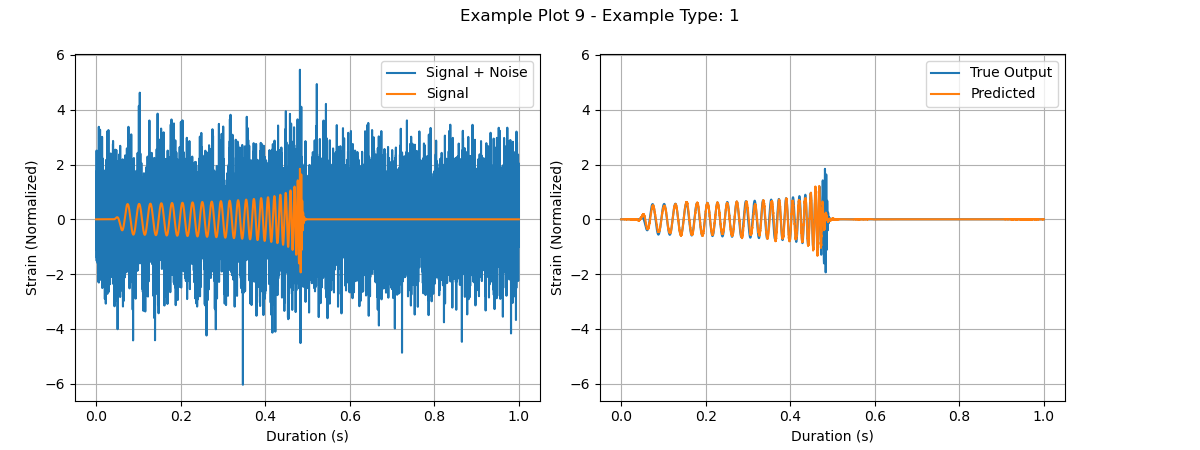 Example Plot 9 - Example Type: 1
Signal + Noise
Signal
Strain (Normalized)
6
4
2
0
−2
−4
−6
0.0 0.2 0.4 0.6 0.8 1.0
Duration (s)
True Output
Predicted
Strain (Normalized)
6
4
2
0
−2
−4
−6
0.0 0.2 0.4 0.6 0.8 1.0
Duration (s)